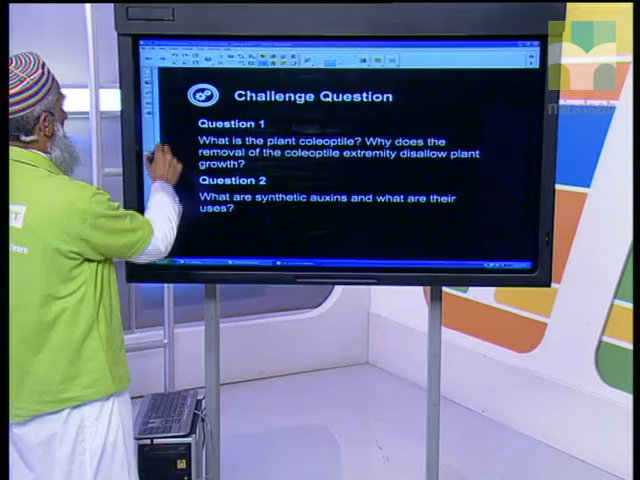 Challenge Question
Question 1
What is the plant coleoptile? Why does the
removal of the coleoptile extremity disallow plant
growth?
Question 2
What are synthetic auxins and what are their
uses?